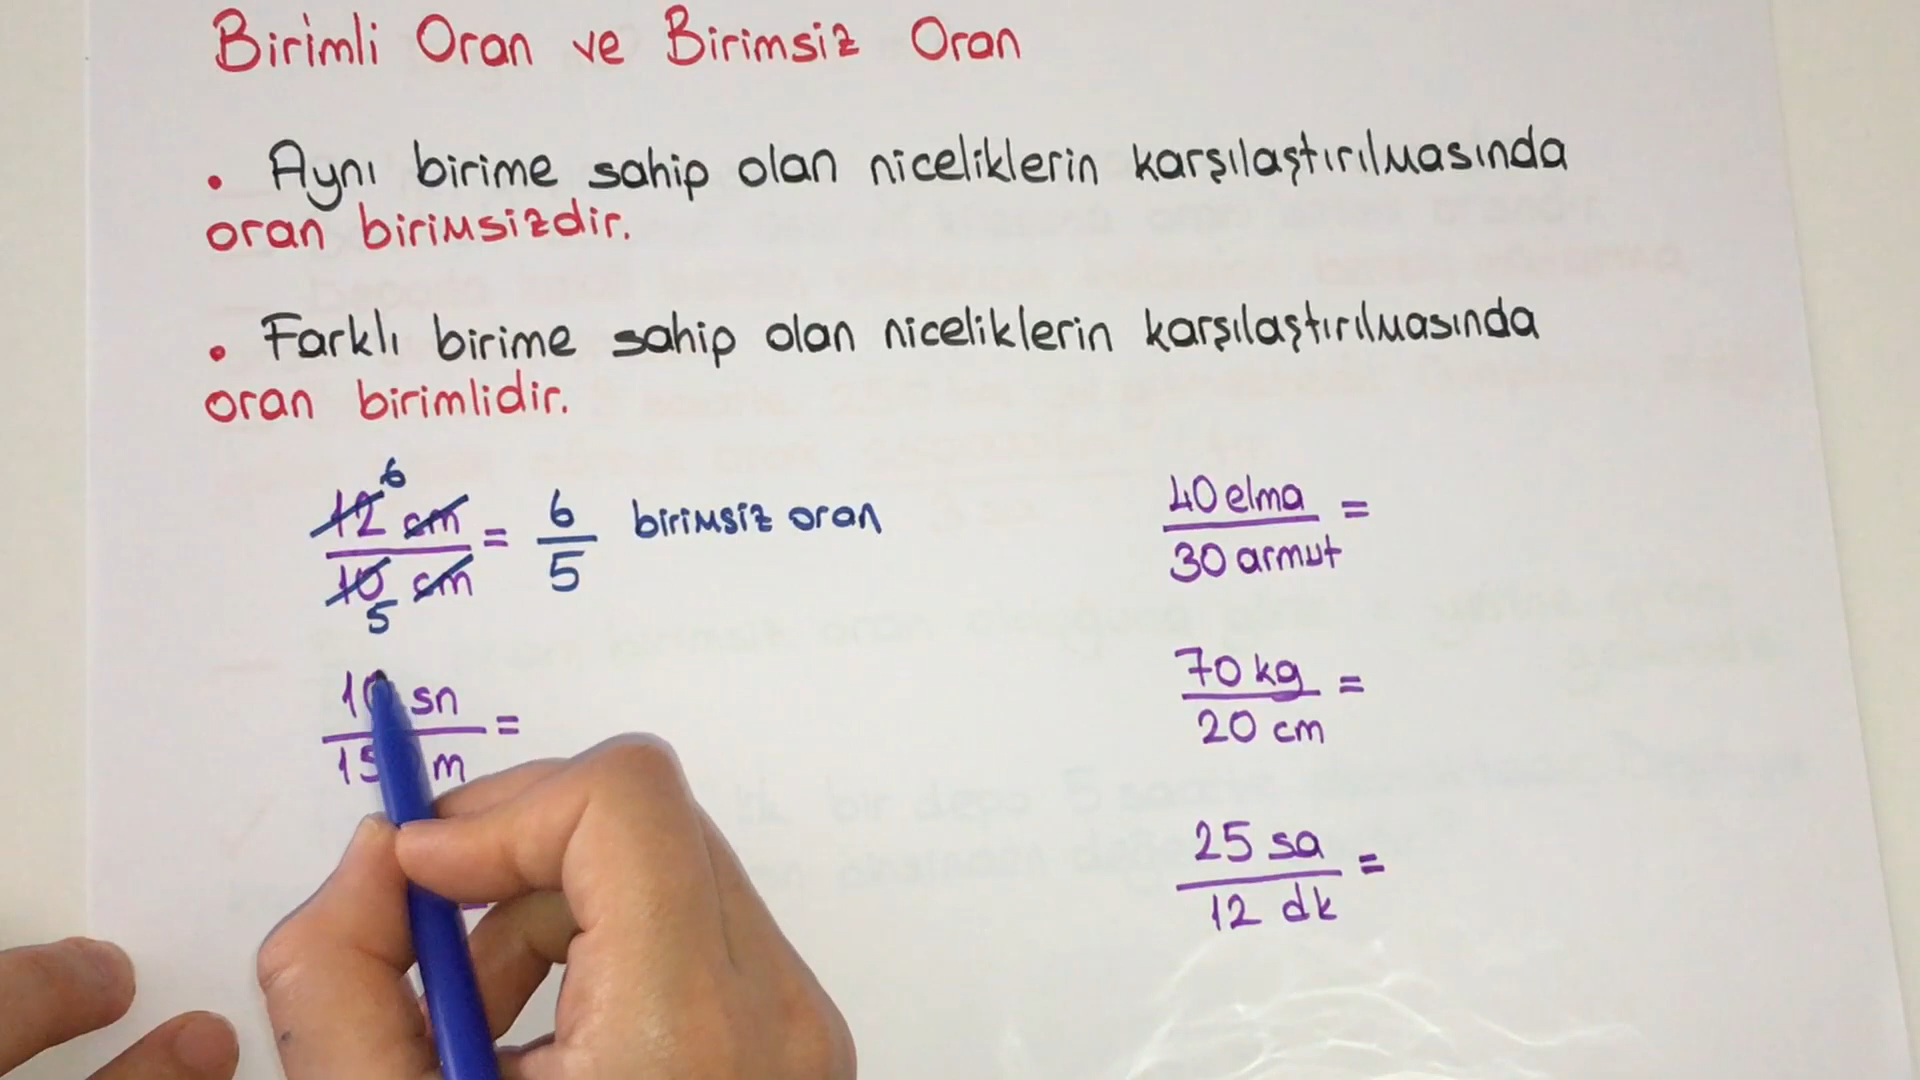 Birimli Oran ve Birimsiz Oran
• Aynı birime sahip olan niceliklerin karşılaştırılmasında
oran birimsizdir.
• Farklı birime sahip olan niceliklerin karşılaştırılmasında
oran birimlidir.
6
12 cm
= 6
10 cm
5
5
birimsiz oran
sn
=
m
40 elma
=
30 armut
70 kg
=
20 cm
25 sa
=
12 dk